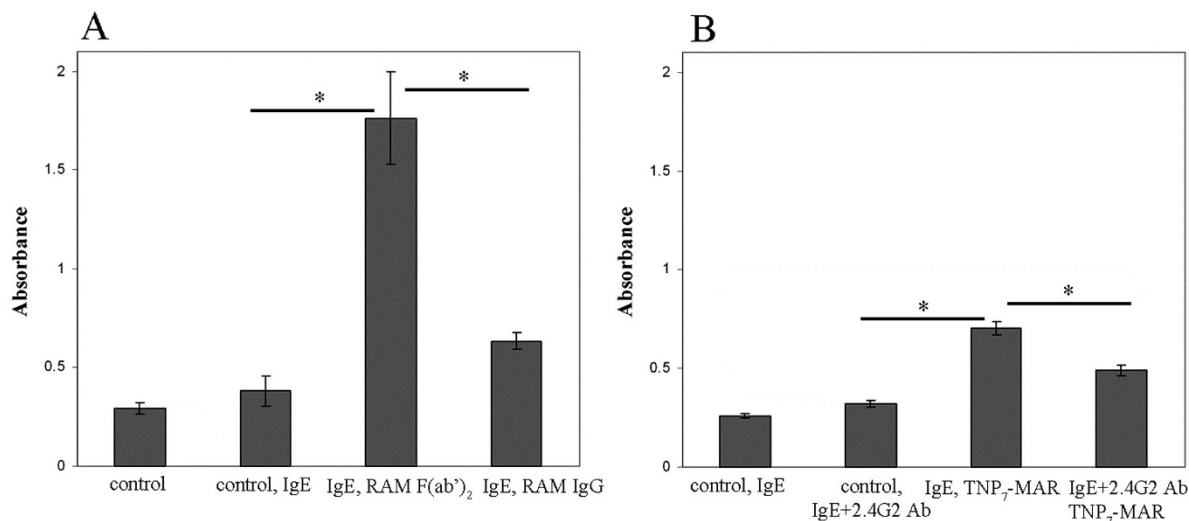 A
Absorbance
2
1.5
1
0.5
0
*
*
control
control, IgE
IgE, RAM F(ab’)₂
IgE, RAM IgG
B
Absorbance
2
1.5
1
0.5
0
*
*
control, IgE
control,
IgE+2.4G2 Ab
IgE, TNP₇-MAR
IgE+2.4G2 Ab
TNP₇-MAR